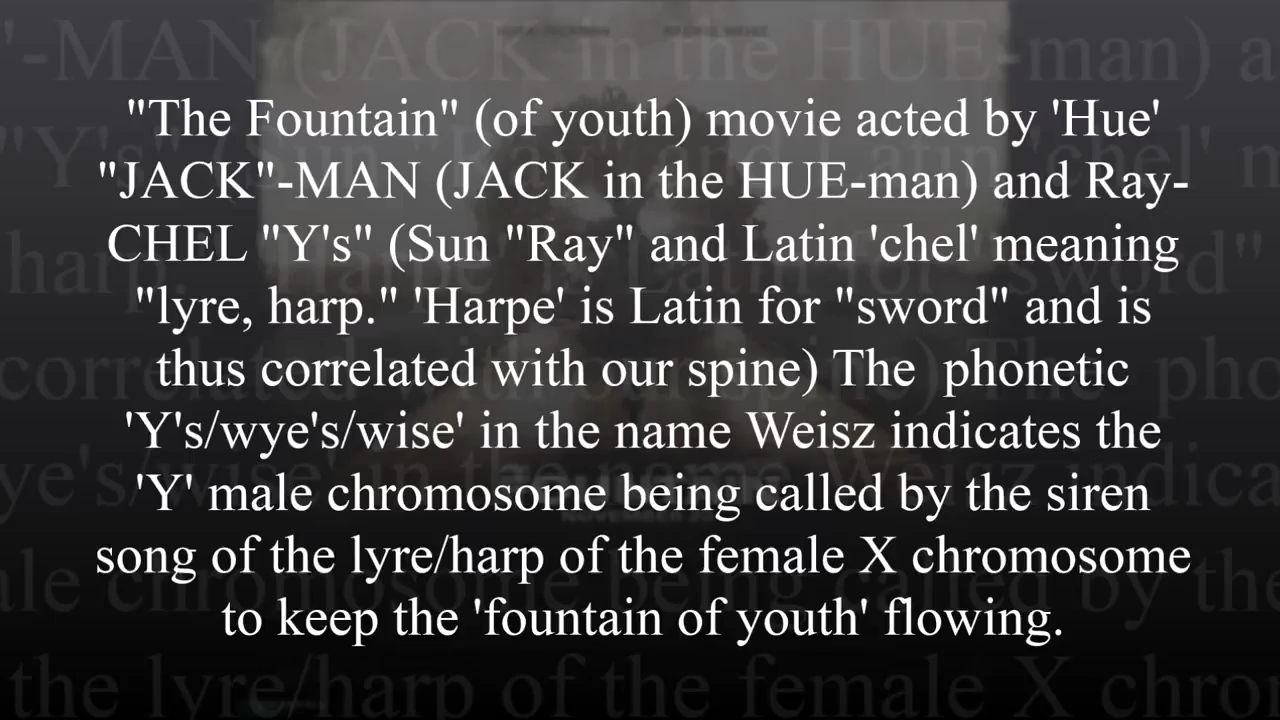 "The Fountain" (of youth) movie acted by 'Hue'
"JACK"-MAN (JACK in the HUE-man) and Ray-
CHEL "Y's" (Sun "Ray" and Latin 'chel' meaning
"lyre, harp." 'Harpe' is Latin for "sword" and is
thus correlated with our spine) The  phonetic
'Y's/wye's/wise' in the name Weisz indicates the
'Y' male chromosome being called by the siren
song of the lyre/harp of the female X chromosome
to keep the 'fountain of youth' flowing.